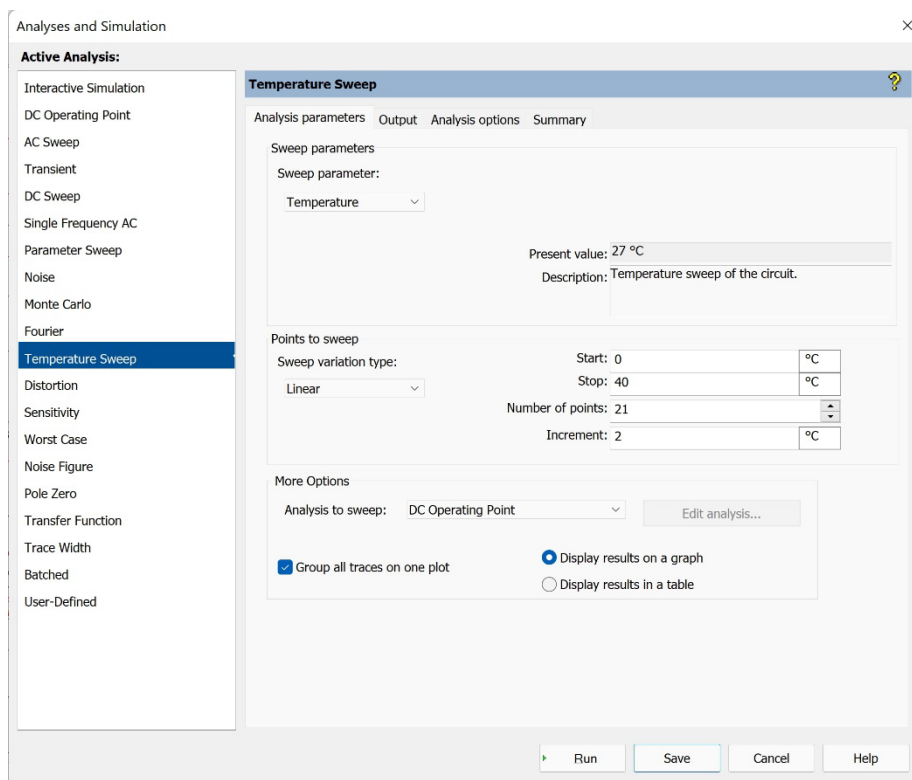 Analyses and Simulation
Active Analysis:
Interactive Simulation
DC Operating Point
AC Sweep
Transient
DC Sweep
Single Frequency AC
Parameter Sweep
Noise
Monte Carlo
Fourier
Temperature Sweep
Distortion
Sensitivity
Worst Case
Noise Figure
Pole Zero
Transfer Function
Trace Width
Batched
User-Defined
Temperature Sweep
Analysis parameters Output Analysis options Summary
Sweep parameters
Sweep parameter:
Temperature
Present value: 27 °C
Description: Temperature sweep of the circuit.
Points to sweep
Sweep variation type:
Linear
Start: 0 °C
Stop: 40 °C
Number of points: 21
Increment: 2 °C
More Options
Analysis to sweep: DC Operating Point Edit analysis...
Group all traces on one plot
Display results on a graph
Display results in a table
Run Save Cancel Help